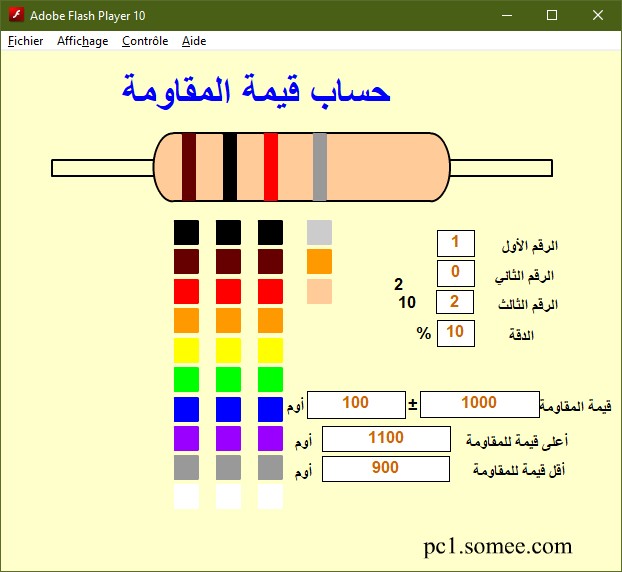 Adobe Flash Player 10
Fichier Affichage Contrôle Aide
حساب قيمة المقاومة
الرقم الأول 1
الرقم الثاني 0
الرقم الثالث 2 10 2
الدقة 10 %
قيمة المقاومة 1000 ± 100 أوم
أعلى قيمة للمقاومة 1100 أوم
أقل قيمة للمقاومة 900 أوم
pc1.somee.com